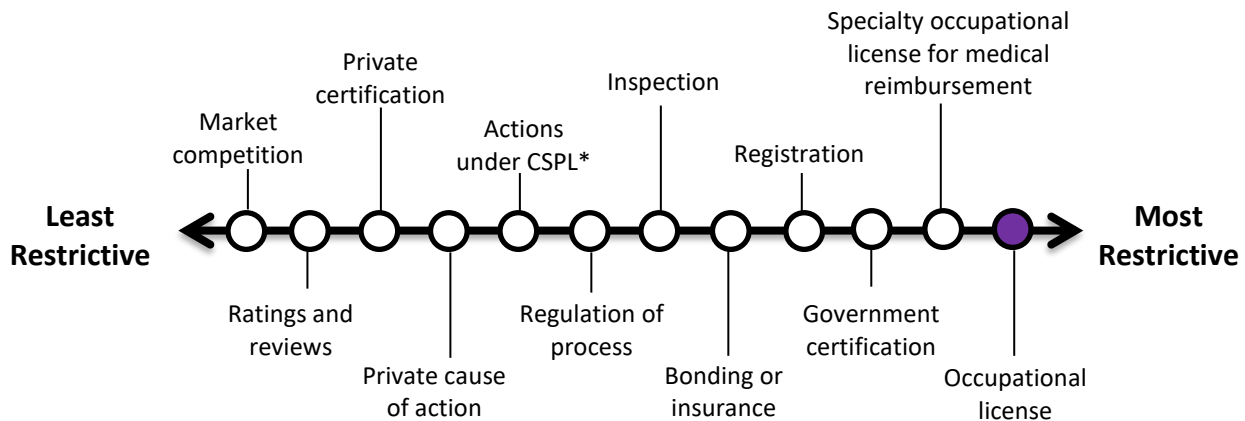 Specialty occupational
license for medical
reimbursement
Private
certification
Inspection
Market
competition
Actions
under CSPL*
Registration
Least
Restrictive
Most
Restrictive
Ratings and
reviews
Regulation of
process
Government
certification
Private cause
of action
Bonding or
insurance
Occupational
license